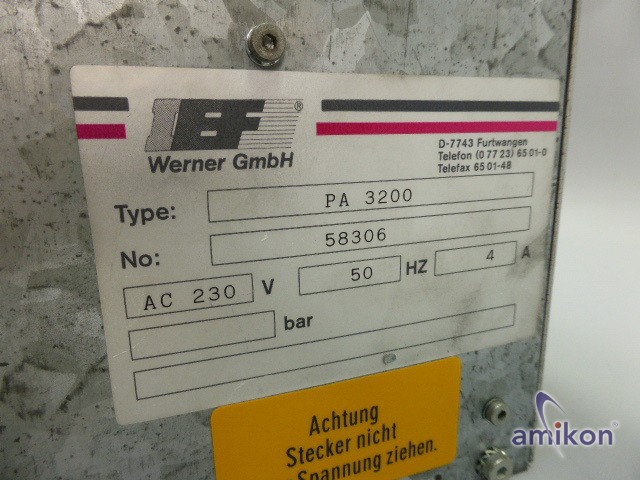 IEF®
Werner GmbH
D-7743 Furtwangen
Telefon (0 77 23) 65 01-0
Telefax 65 01-48
Type: PA 3200
No: 58306
AC 230 V 50 HZ 4 A
bar
Achtung
Stecker nicht
Spannung ziehen.
amikon®